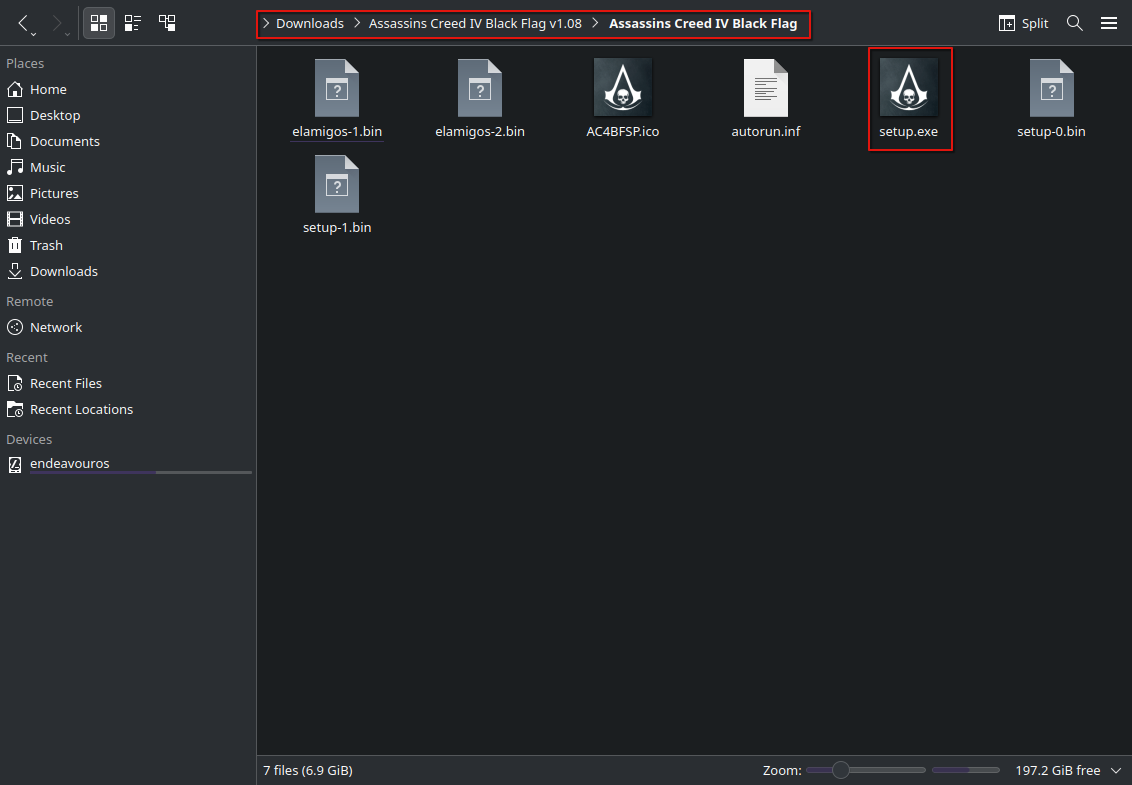 Downloads > Assassins Creed IV Black Flag v1.08 > Assassins Creed IV Black Flag
Split
Places
Home
Desktop
Documents
Music
Pictures
Videos
Trash
Downloads
Remote
Network
Recent
Recent Files
Recent Locations
Devices
endeavouros
elamigos-1.bin
elamigos-2.bin
AC4BFSP.ico
autorun.inf
setup.exe
setup-0.bin
setup-1.bin
7 files (6.9 GiB)
Zoom:
197.2 GiB free